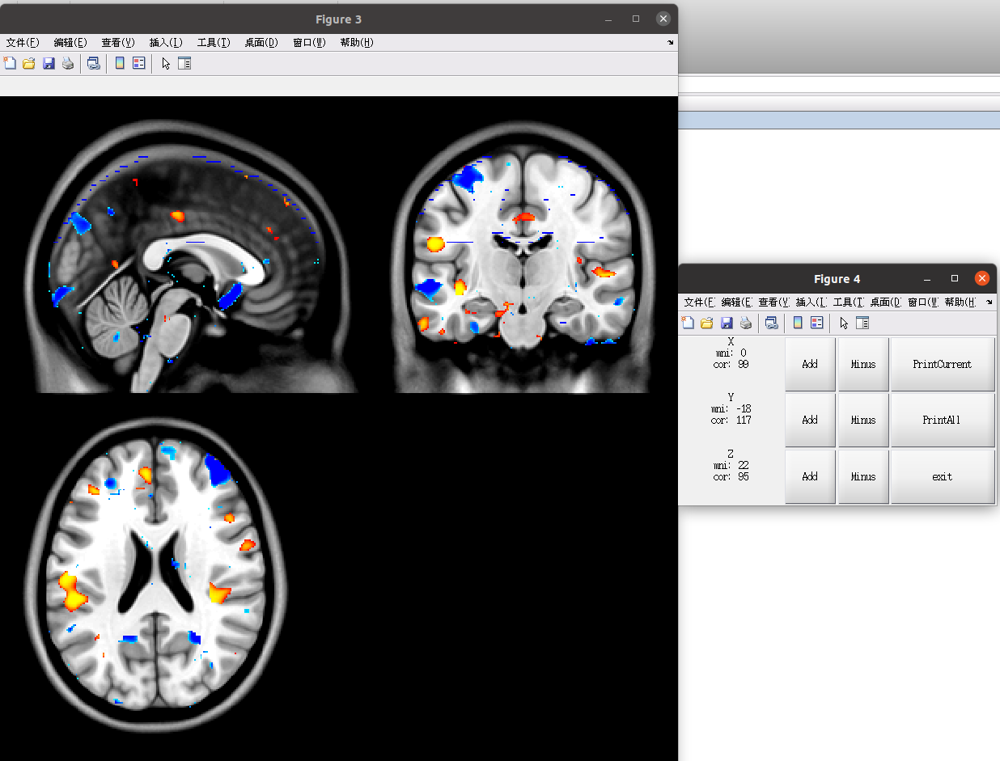 Figure 3
文件(F) 编辑(E) 查看(V) 插入(I) 工具(T) 桌面(D) 窗口(W) 帮助(H)
Figure 4
文件(F 编辑(E 查看(V 插入(I 工具(T 桌面(D 窗口(W 帮助(H
X
mni: 0
cor: 99
Add Minus PrintCurrent
Y
mni: -18
cor: 117
Add Minus PrintAll
Z
mni: 22
cor: 95
Add Minus exit